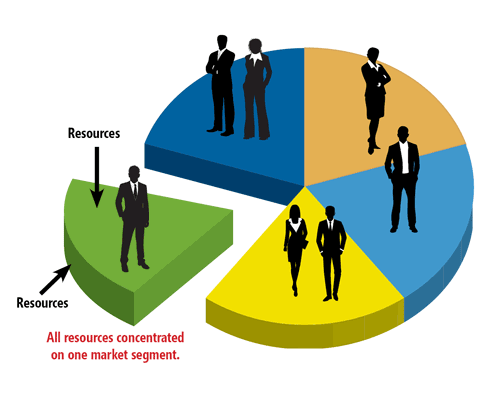 Resources
Resources
All resources concentrated
on one market segment.